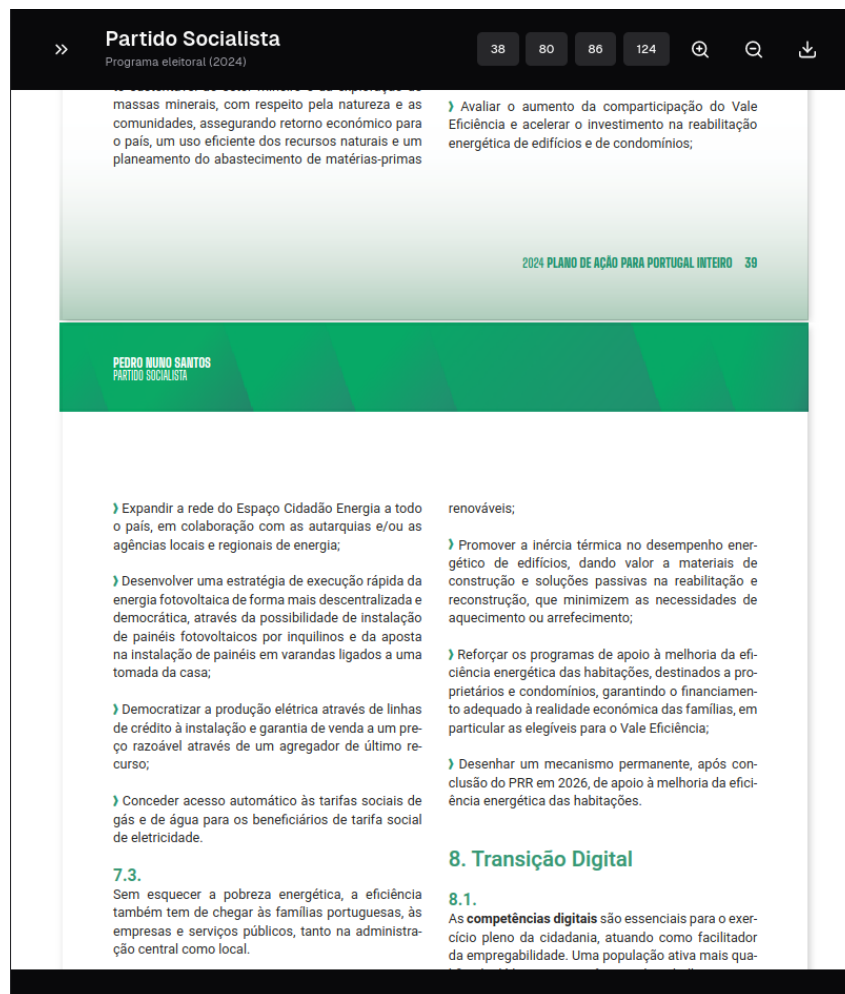 Partido Socialista
Programa eleitoral (2024)
38
80
86
124
massas minerais, com respeito pela natureza e as
comunidades, assegurando retorno económico para
o país, um uso eficiente dos recursos naturais e um
planeamento do abastecimento de matérias-primas
❱ Avaliar o aumento da comparticipação do Vale
Eficiência e acelerar o investimento na reabilitação
energética de edifícios e de condomínios;
2024 PLANO DE AÇÃO PARA PORTUGAL INTEIRO 39
PEDRO NUNO SANTOS
PARTIDO SOCIALISTA
❱ Expandir a rede do Espaço Cidadão Energia a todo
o país, em colaboração com as autarquias e/ou as
agências locais e regionais de energia;
❱ Desenvolver uma estratégia de execução rápida da
energia fotovoltaica de forma mais descentralizada e
democrática, através da possibilidade de instalação
de painéis fotovoltaicos por inquilinos e da aposta
na instalação de painéis em varandas ligados a uma
tomada da casa;
❱ Democratizar a produção elétrica através de linhas
de crédito à instalação e garantia de venda a um pre-
ço razoável através de um agregador de último re-
curso;
❱ Conceder acesso automático às tarifas sociais de
gás e de água para os beneficiários de tarifa social
de eletricidade.
7.3.
Sem esquecer a pobreza energética, a eficiência
também tem de chegar às famílias portuguesas, às
empresas e serviços públicos, tanto na administra-
ção central como local.
renováveis;
❱ Promover a inércia térmica no desempenho ener-
gético de edifícios, dando valor a materiais de
construção e soluções passivas na reabilitação e
reconstrução, que minimizem as necessidades de
aquecimento ou arrefecimento;
❱ Reforçar os programas de apoio à melhoria da efi-
ciência energética das habitações, destinados a pro-
prietários e condomínios, garantindo o financiamen-
to adequado à realidade económica das famílias, em
particular as elegíveis para o Vale Eficiência;
❱ Desenhar um mecanismo permanente, após con-
clusão do PRR em 2026, de apoio à melhoria da efici-
ência energética das habitações.
8. Transição Digital
8.1.
As competências digitais são essenciais para o exer-
cício pleno da cidadania, atuando como facilitador
da empregabilidade. Uma população ativa mais qua-